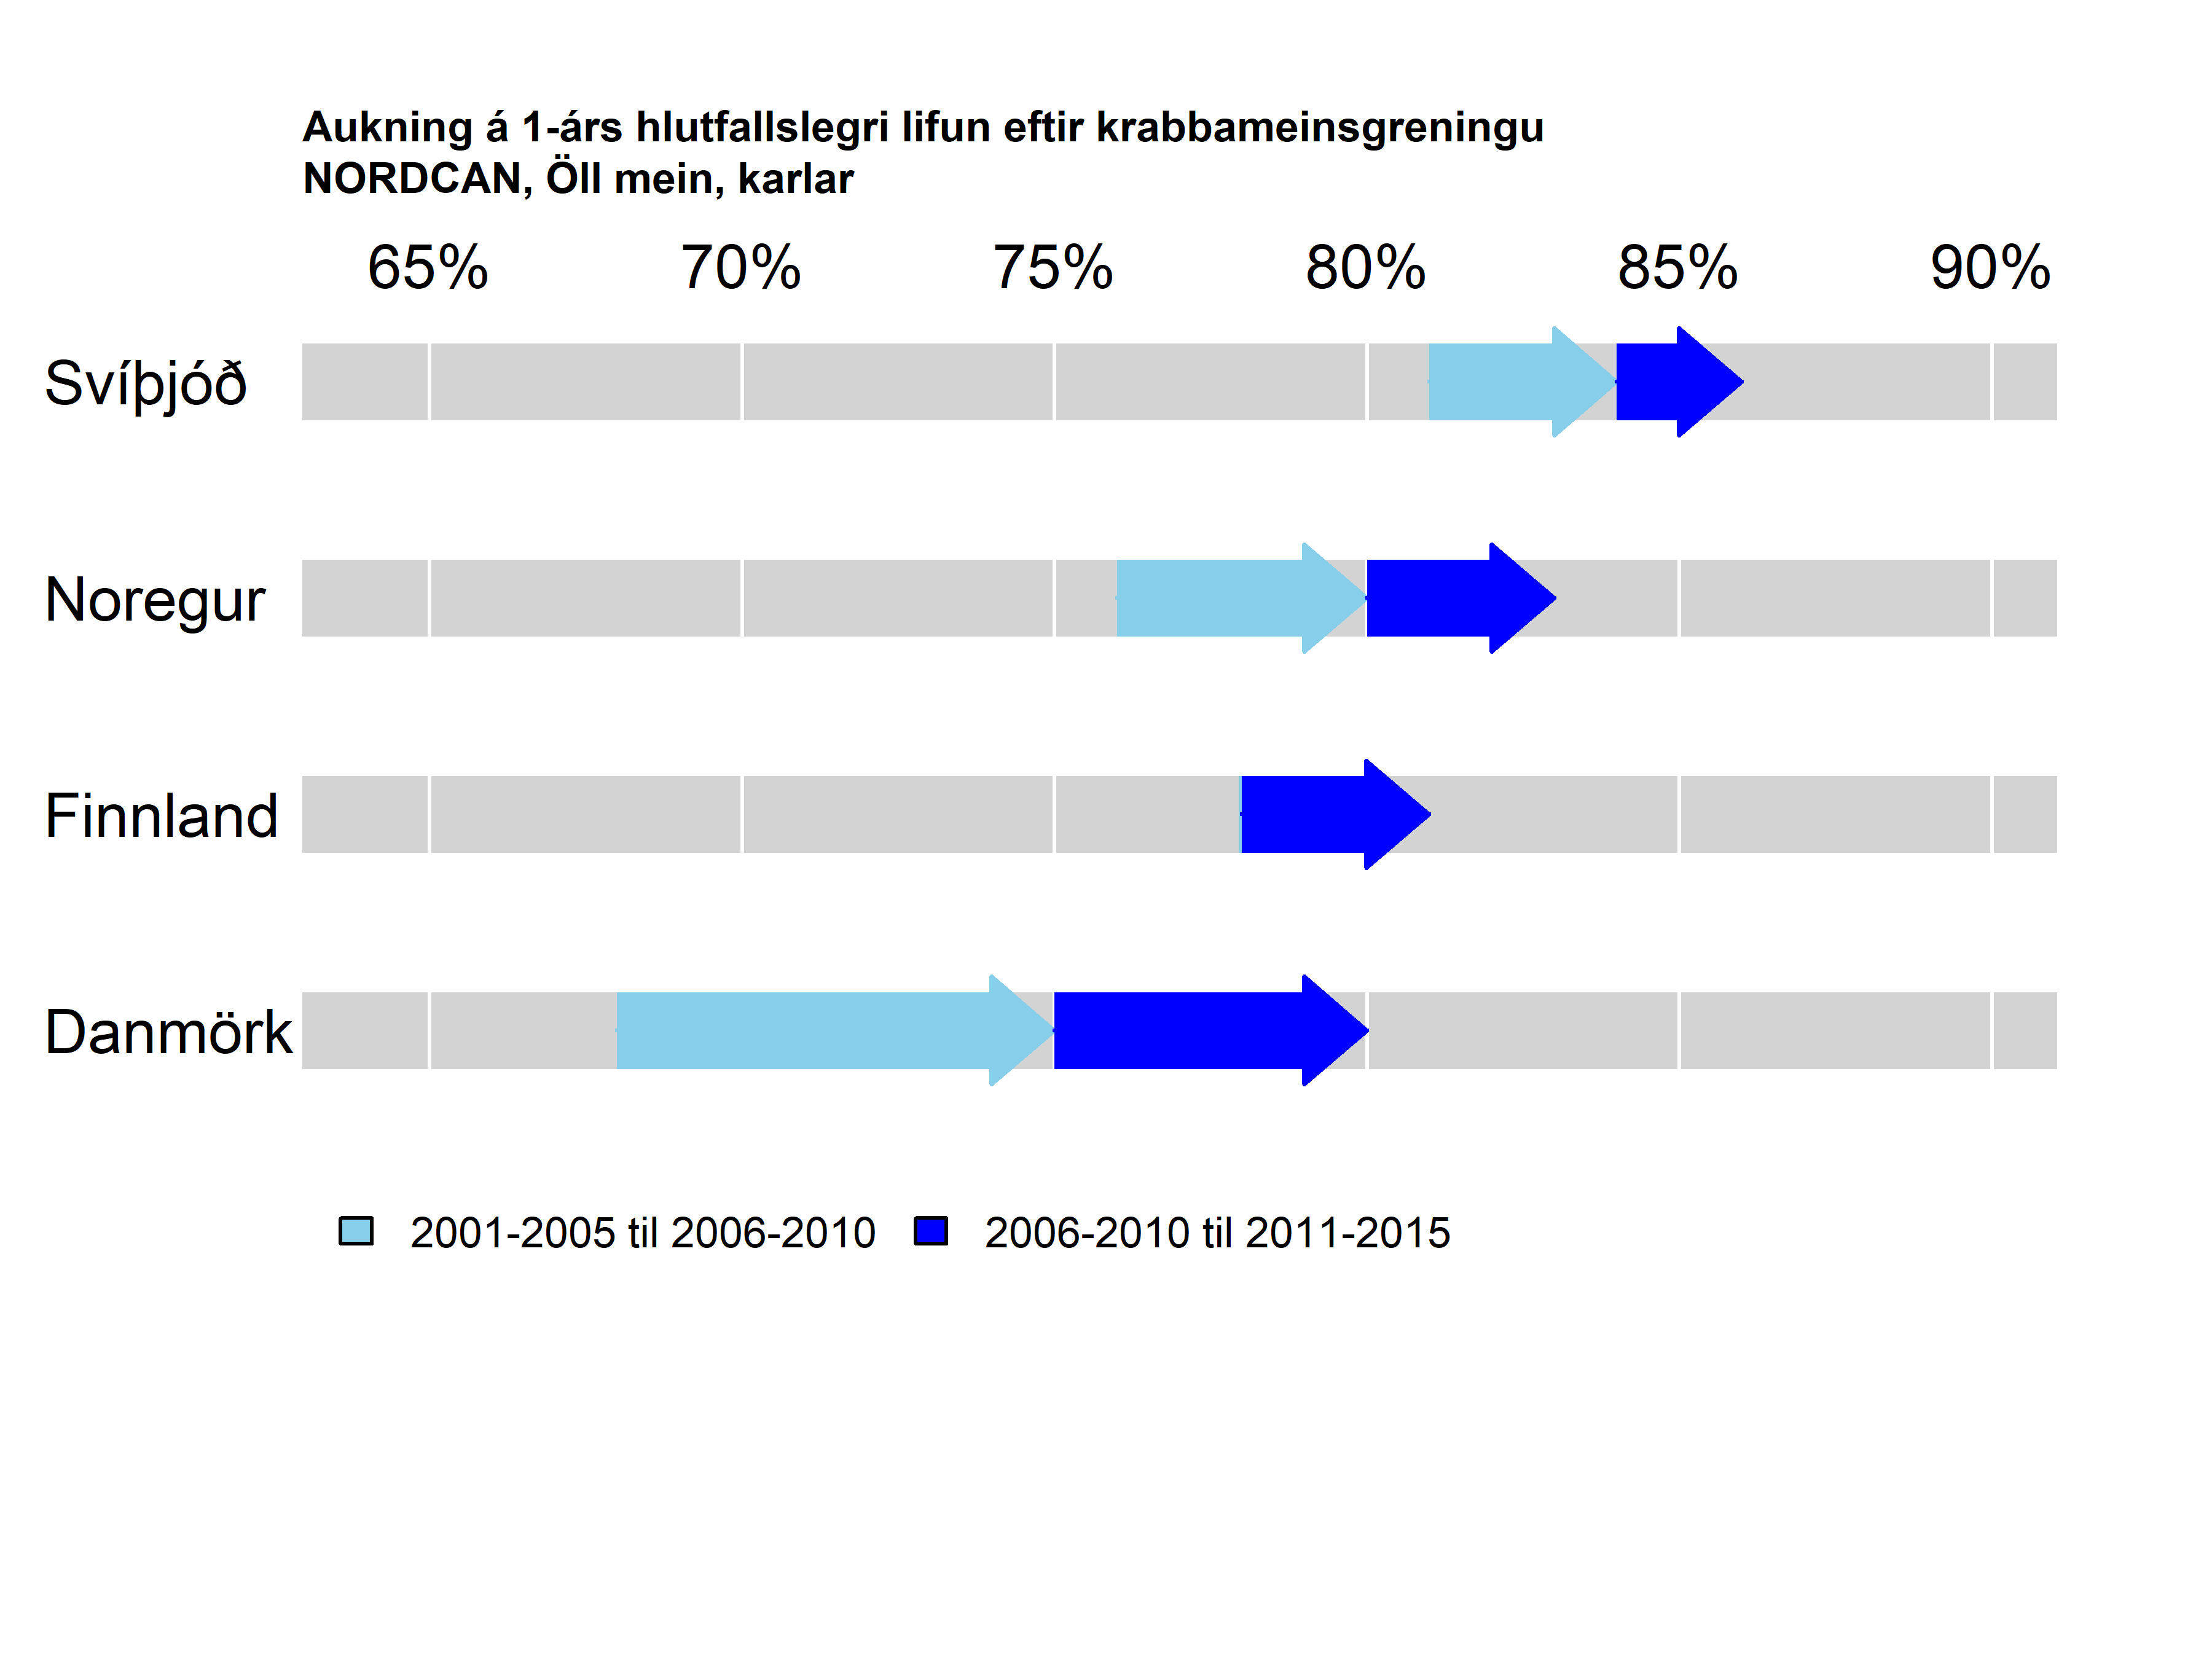 Aukning á 1-árs hlutfallslegri lifun eftir krabbameinsgreningu
NORDCAN, Öll mein, karlar
65% 70% 75% 80% 85% 90%
Svíþjóð
Noregur
Finnland
Danmörk
2001-2005 til 2006-2010 2006-2010 til 2011-2015